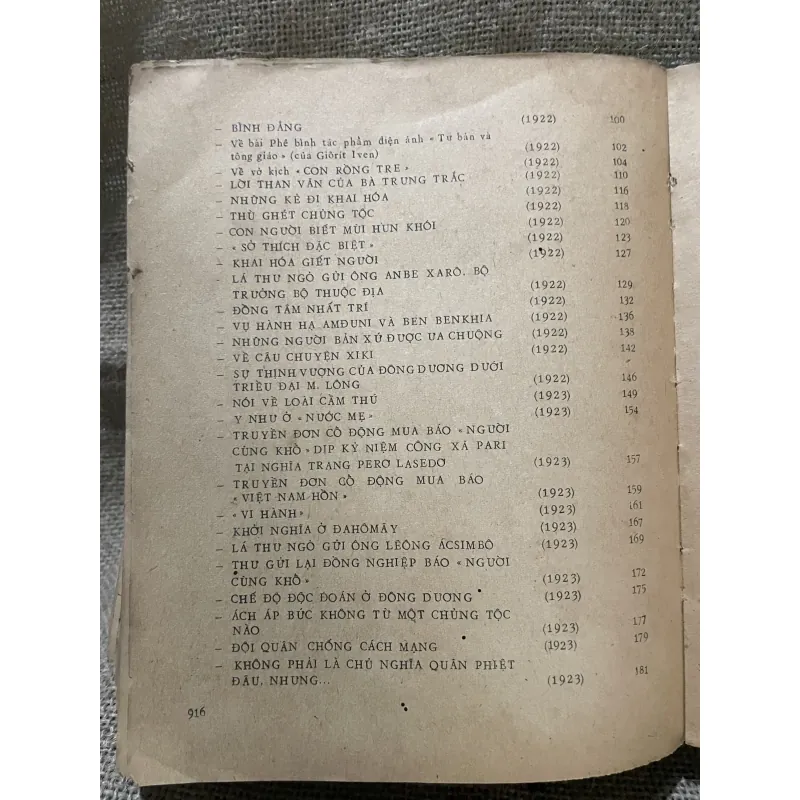 – BÌNH ĐẲNG (1922) 100
– Về bài Phê bình tác phẩm điện ảnh « Tư bản và
tông giáo » (của Giôrit Iven) (1922) 102
– Về vở kịch «CON RỒNG TRE » (1922) 104
– LỜI THAN VÃN CỦA BÀ TRƯNG TRẮC (1922) 110
– NHỮNG KẺ ĐI KHAI HÓA (1922) 116
– THÙ GHÉT CHỦNG TỘC (1922) 118
– CON NGƯỜI BIẾT MÙI HUN KHÓI (1922) 120
– « SỞ THÍCH ĐẶC BIỆT » (1922) 123
– KHAI HÓA GIẾT NGƯỜI (1922) 127
– LÁ THƯ NGỎ GỬI ÔNG ANBE XARÔ, BỘ
TRƯỞNG BỘ THUỘC ĐỊA (1922) 129
– ĐỒNG TÂM NHẤT TRÍ (1922) 132
– VỤ HÀNH HẠ AMĐUNI VÀ BEN BENKHIA (1922) 136
– NHỮNG NGƯỜI BẢN XỨ ĐƯỢC ƯA CHUỘNG (1922) 138
– VỀ CÂU CHUYỆN XIKI (1922) 142
– SỰ THỊNH VƯỢNG CỦA ĐÔNG DƯƠNG DƯỚI
TRIỀU ĐẠI M. LÔNG (1922) 146
– NÓI VỀ LOÀI CẦM THÚ (1923) 149
– Y NHƯ Ở «NƯỚC MẸ» (1923) 154
– TRUYỀN ĐƠN CỔ ĐỘNG MUA BÁO «NGƯỜI
CÙNG KHỔ» DỊP KỶ NIỆM CÔNG XÃ PARI
TẠI NGHĨA TRANG PERƠ LASEDƠ (1923) 157
– TRUYỀN ĐƠN CỔ ĐỘNG MUA BÁO
«VIỆT NAM HỒN» (1923) 159
– «VI HÀNH» (1923) 161
– KHỞI NGHĨA Ở ĐAHÔMÂY (1923) 167
– LÁ THƯ NGỎ GỬI ÔNG LÊÔNG ÁCSIMBÔ (1923) 169
– THƯ GỬI LẠI ĐỒNG NGHIỆP BÁO «NGƯỜI
CÙNG KHỔ» (1923) 172
– CHẾ ĐỘ ĐỘC ĐOÁN Ở ĐÔNG DƯƠNG (1923) 175
– ÁCH ÁP BỨC KHÔNG TỪ MỘT CHỦNG TỘC
NÀO (1923) 177
– ĐỘI QUÂN CHỐNG CÁCH MẠNG (1923) 179
– KHÔNG PHẢI LÀ CHỦ NGHĨA QUÂN PHIỆT
ĐÂU, NHƯNG... (1923) 181
916